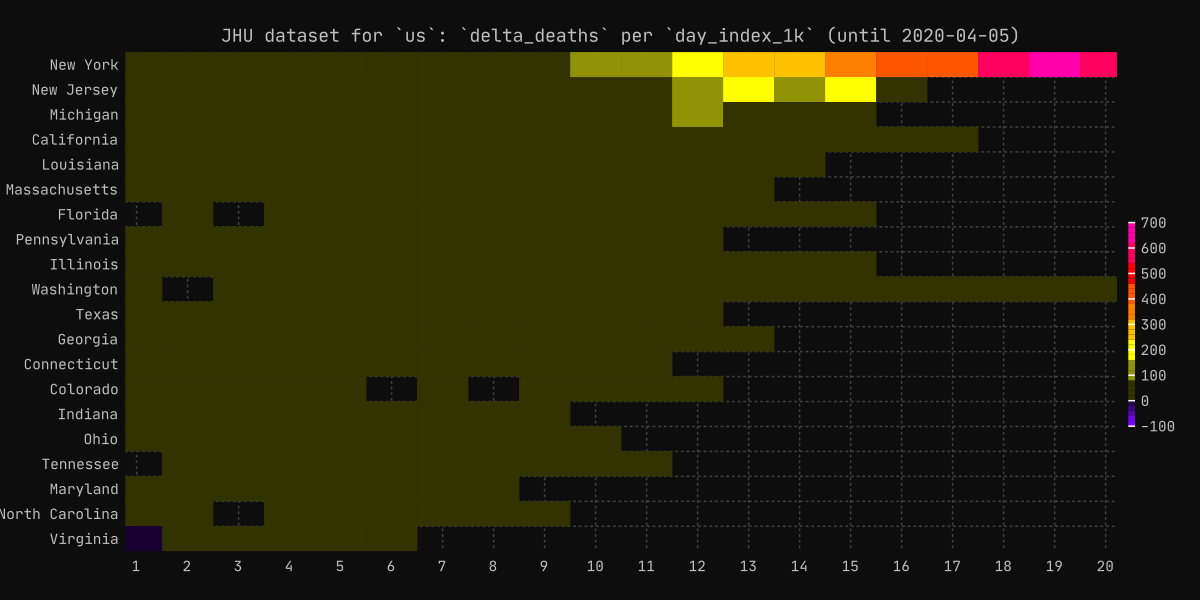 JHU dataset for `us`: `delta_deaths` per `day_index_1k` (until 2020-04-05)
New York
New Jersey
Michigan
California
Louisiana
Massachusetts
Florida
Pennsylvania
Illinois
Washington
Texas
Georgia
Connecticut
Colorado
Indiana
Ohio
Tennessee
Maryland
North Carolina
Virginia
1 2 3 4 5 6 7 8 9 10 11 12 13 14 15 16 17 18 19 20
700
600
500
400
300
200
100
0
-100